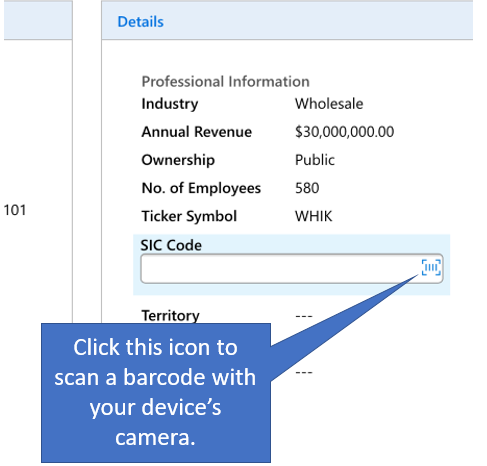 Details
Professional Information
Industry Wholesale
Annual Revenue $30,000,000.00
Ownership Public
No. of Employees 580
101
Ticker Symbol WHIK
SIC Code
Territory ---
---
Click this icon to
scan a barcode with
your device’s
camera.